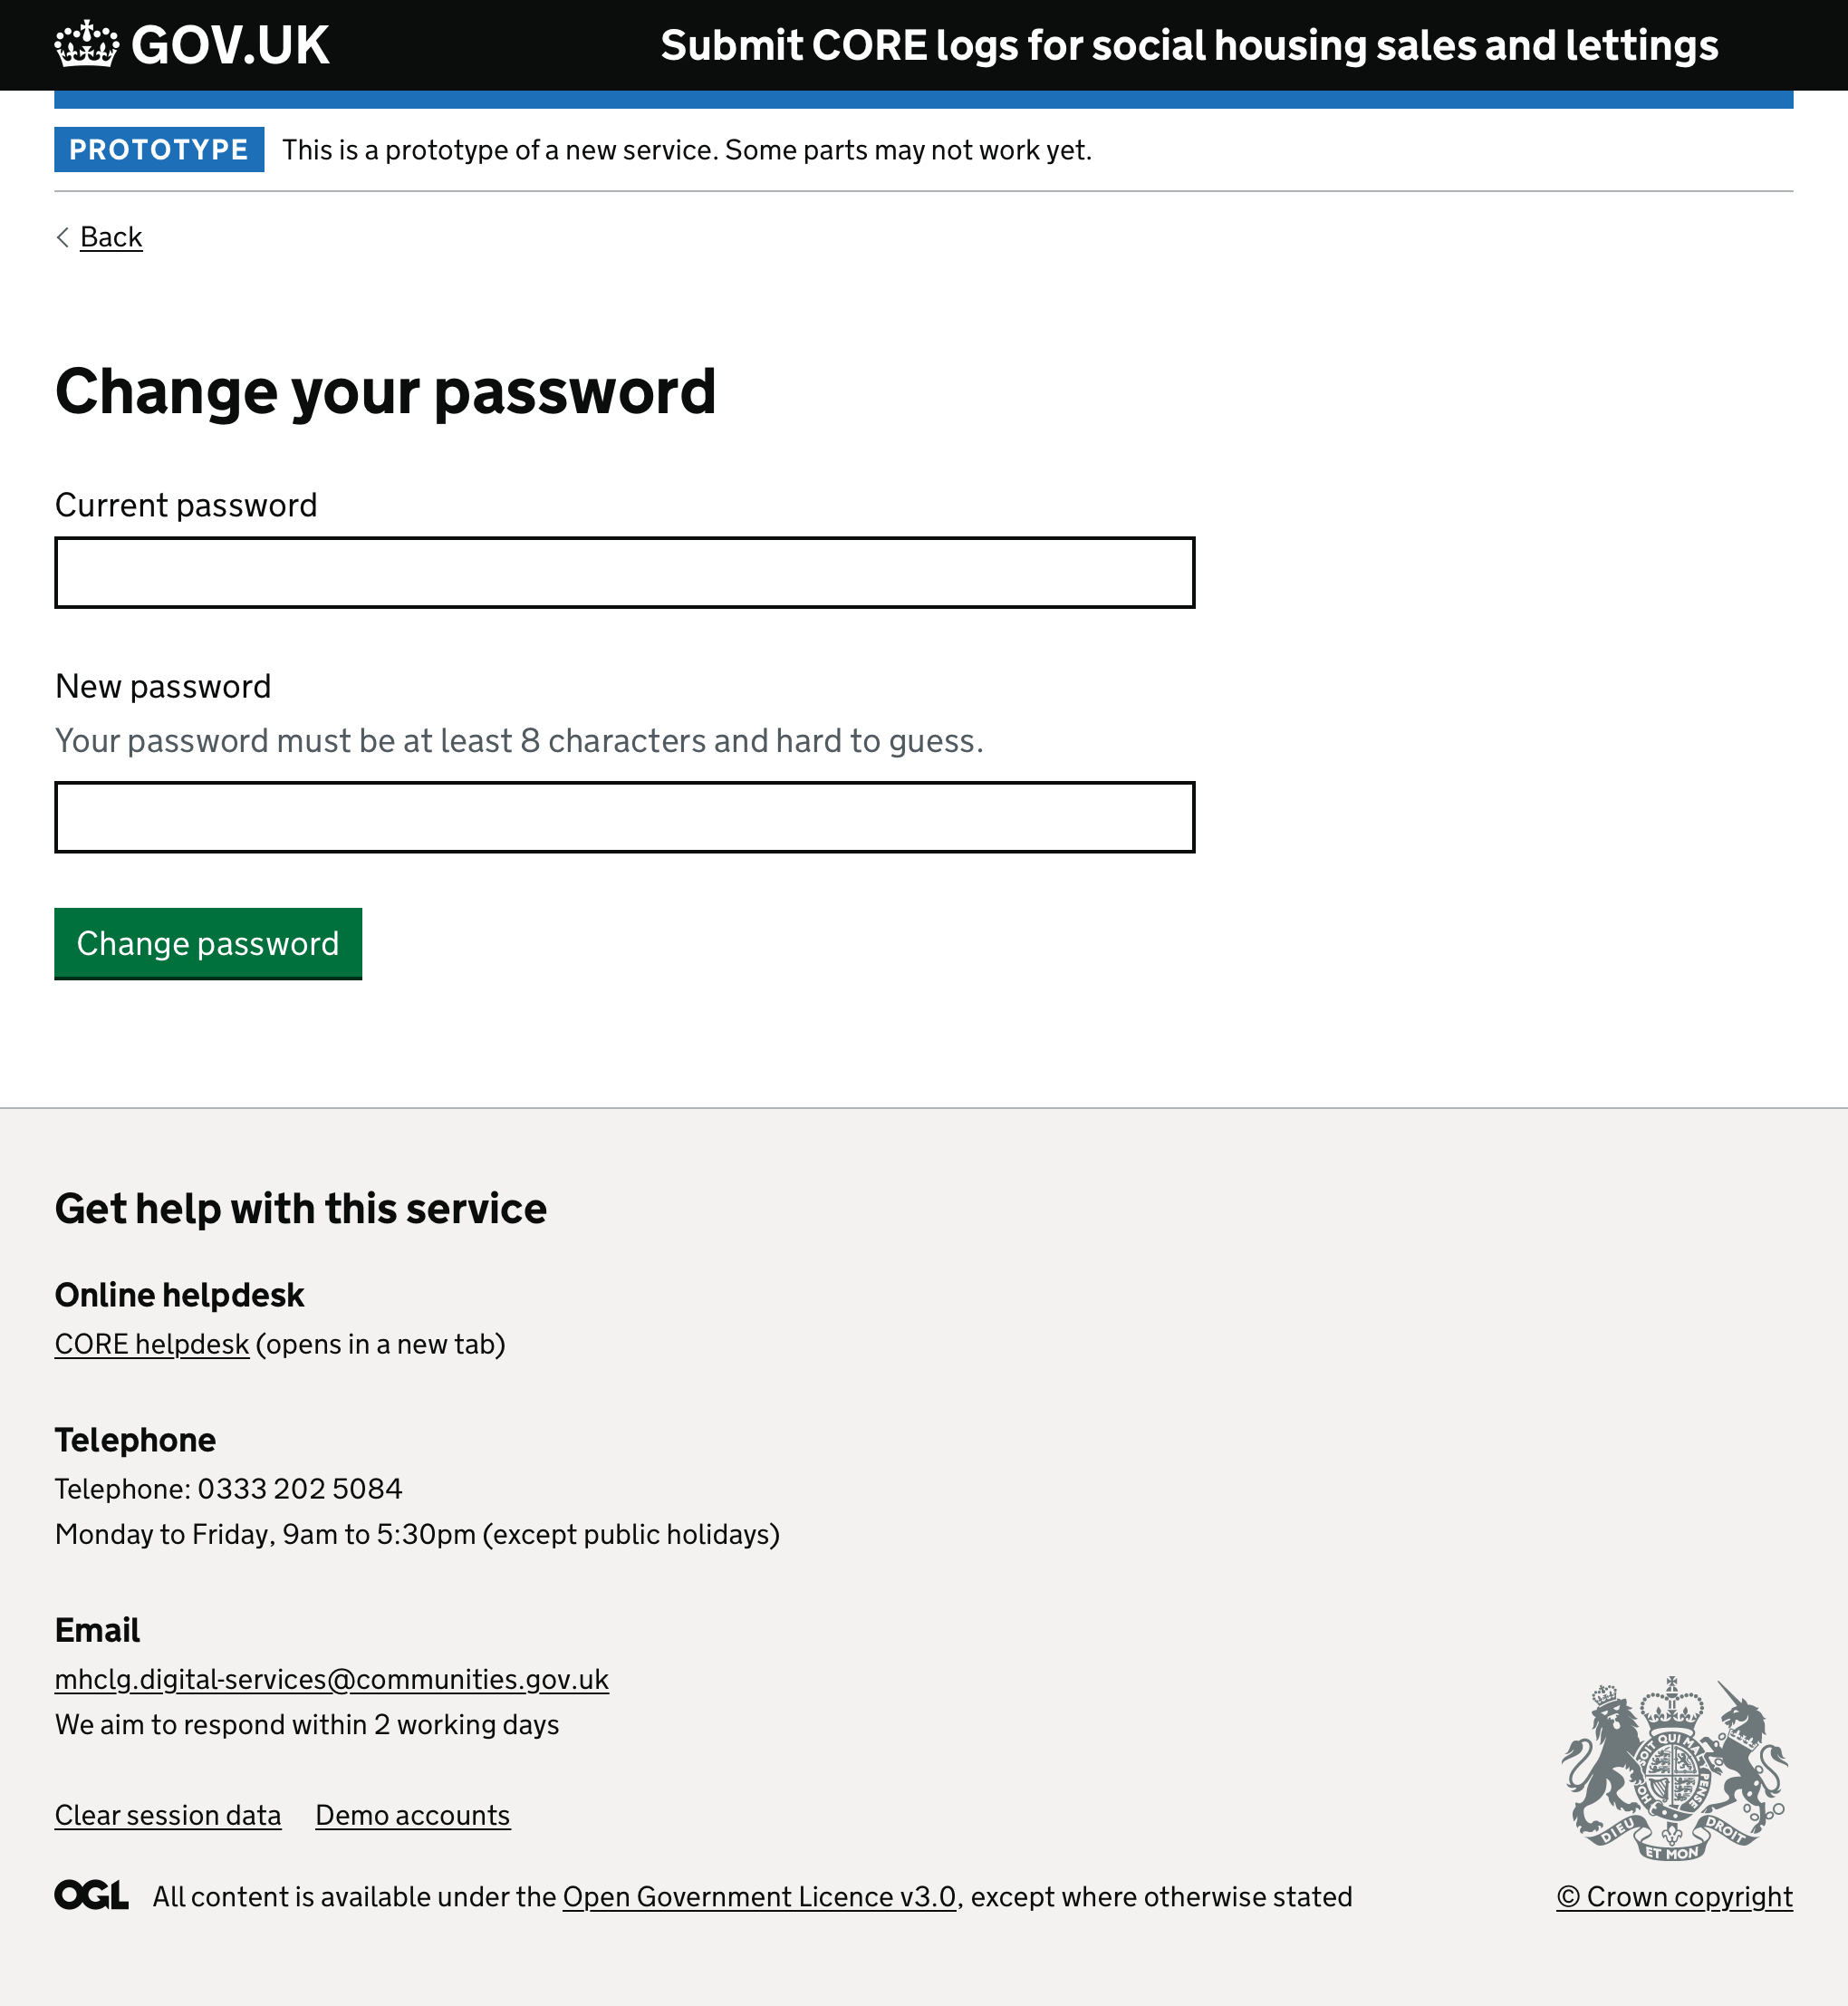 GOV.UK
Submit CORE logs for social housing sales and lettings
PROTOTYPE This is a prototype of a new service. Some parts may not work yet.
Back
Change your password
Current password
New password
Your password must be at least 8 characters and hard to guess.
Change password
Get help with this service
Online helpdesk
CORE helpdesk (opens in a new tab)
Telephone
Telephone: 0333 202 5084
Monday to Friday, 9am to 5:30pm (except public holidays)
Email
mhclg.digital-services@communities.gov.uk
We aim to respond within 2 working days
Clear session data Demo accounts
SOIT QUI MAL Y PENSE
DIEU ET MON DROIT
OGL All content is available under the Open Government Licence v3.0, except where otherwise stated
© Crown copyright